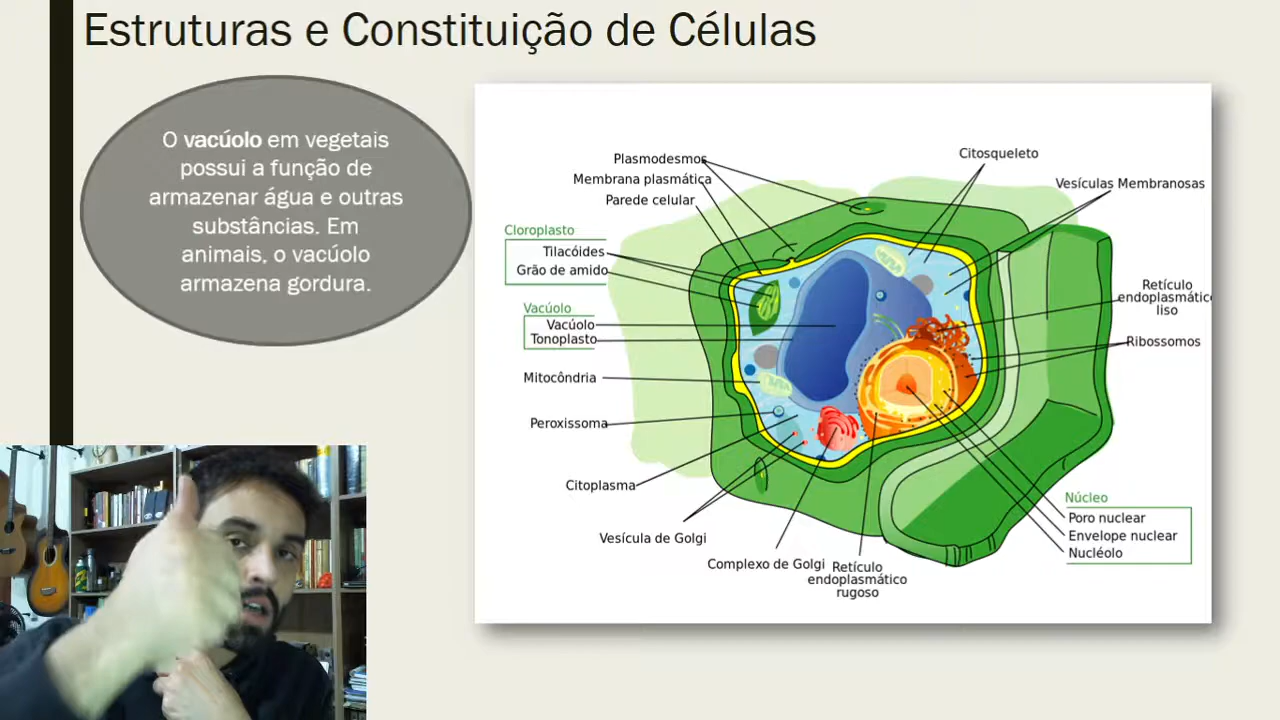 Estruturas e Constituição de Células
O vacúolo em vegetais
possui a função de
armazenar água e outras
substâncias. Em
animais, o vacúolo
armazena gordura.
Plasmodesmos
Membrana plasmática
Parede celular
Cloroplasto
Tilacóides
Grão de amido
Vacúolo
Vacúolo
Tonoplasto
Mitocôndria
Peroxissoma
Citoplasma
Vesícula de Golgi
Complexo de Golgi
Retículo
endoplasmático
rugoso
Citosqueleto
Vesículas Membranosas
Retículo
endoplasmático
liso
Ribossomos
Núcleo
Poro nuclear
Envelope nuclear
Nucléolo